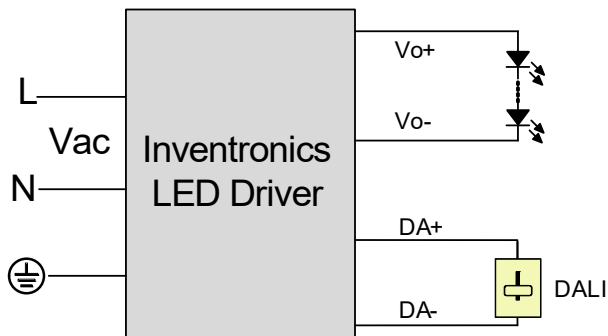 L
Vac
N
Inventronics
LED Driver
Vo+
Vo-
DA+
DA-
DALI